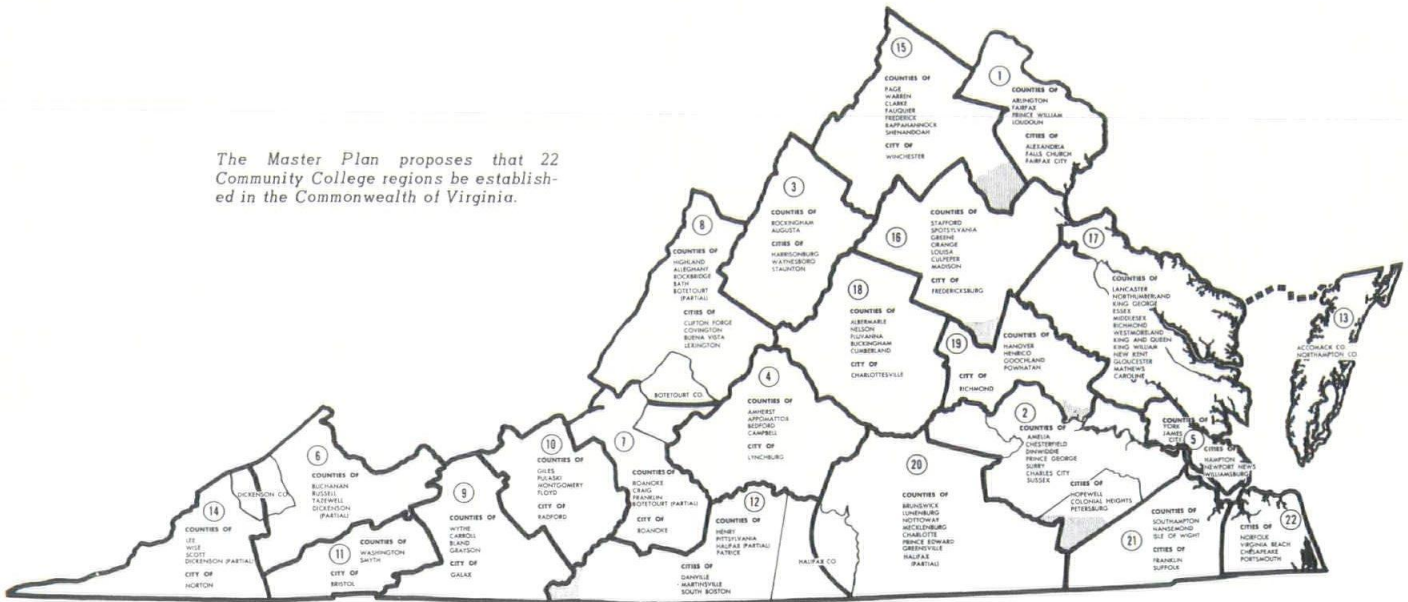 The Master Plan proposes that 22
Community College regions be establish-
ed in the Commonwealth of Virginia.
15
COUNTIES OF
PAGE
WARREN
CLARKE
FAUQUIER
FREDERICK
RAPPAHANNOCK
SHENANDOAH
CITY OF
WINCHESTER
1
COUNTIES OF
ARLINGTON
FAIRFAX
PRINCE WILLIAM
LOUDOUN
CITIES OF
ALEXANDRIA
FALLS CHURCH
FAIRFAX CITY
3
COUNTIES OF
ROCKINGHAM
AUGUSTA
CITIES OF
HARRISONBURG
WAYNESBORO
STAUNTON
16
COUNTIES OF
STAFFORD
SPOTSYLVANIA
GREENE
ORANGE
LOUISA
CULPEPER
MADISON
CITY OF
FREDERICKSBURG
8
COUNTIES OF
HIGHLAND
ALLEGHANY
ROCKBRIDGE
BATH
BOTETOURT
(PARTIAL)
CITIES OF
CLIFTON FORGE
COVINGTON
BUENA VISTA
LEXINGTON
BOTETOURT CO.
17
COUNTIES OF
LANCASTER
NORTHUMBERLAND
KING GEORGE
ESSEX
MIDDLESEX
RICHMOND
WESTMORELAND
KING AND QUEEN
KING WILLIAM
NEW KENT
GLOUCESTER
MATHEWS
CAROLINE
13
ACCOMACK CO.
NORTHAMPTON CO.
18
COUNTIES OF
ALBERMARLE
NELSON
FLUVANNA
BUCKINGHAM
CUMBERLAND
CITY OF
CHARLOTTESVILLE
19
COUNTIES OF
HANOVER
HENRICO
GOOCHLAND
POWHATAN
CITY OF
RICHMOND
4
COUNTIES OF
AMHERST
APPOMATTOX
BEDFORD
CAMPBELL
CITY OF
LYNCHBURG
2
COUNTIES OF
AMELIA
CHESTERFIELD
DINWIDDIE
PRINCE GEORGE
SURRY
CHARLES CITY
SUSSEX
CITIES OF
HOPEWELL
COLONIAL HEIGHTS
PETERSBURG
5
COUNTIES OF
YORK
JAMES
CITY
CITIES OF
HAMPTON
NEWPORT NEWS
WILLIAMSBURG
6
COUNTIES OF
BUCHANAN
RUSSELL
TAZEWELL
DICKENSON
(PARTIAL)
DICKENSON CO.
10
COUNTIES OF
GILES
PULASKI
MONTGOMERY
FLOYD
CITY OF
RADFORD
7
COUNTIES OF
ROANOKE
CRAIG
FRANKLIN
BOTETOURT (PARTIAL)
CITY OF
ROANOKE
14
COUNTIES OF
LEE
WISE
SCOTT
DICKENSON (PARTIAL)
CITY OF
NORTON
11
COUNTIES OF
WASHINGTON
SMYTH
CITY OF
BRISTOL
9
COUNTIES OF
WYTHE
CARROLL
BLAND
GRAYSON
CITY OF
GALAX
12
COUNTIES OF
HENRY
PITTSYLVANIA
HALIFAX (PARTIAL)
PATRICK
CITIES OF
DANVILLE
MARTINSVILLE
SOUTH BOSTON
HALIFAX CO
20
COUNTIES OF
BRUNSWICK
LUNENBURG
NOTTOWAY
MECKLENBURG
CHARLOTTE
PRINCE EDWARD
GREENSVILLE
HALIFAX
(PARTIAL)
21
COUNTIES OF
SOUTHAMPTON
NANSEMOND
ISLE OF WIGHT
CITIES OF
FRANKLIN
SUFFOLK
22
CITIES OF
NORFOLK
VIRGINIA BEACH
CHESAPEAKE
PORTSMOUTH